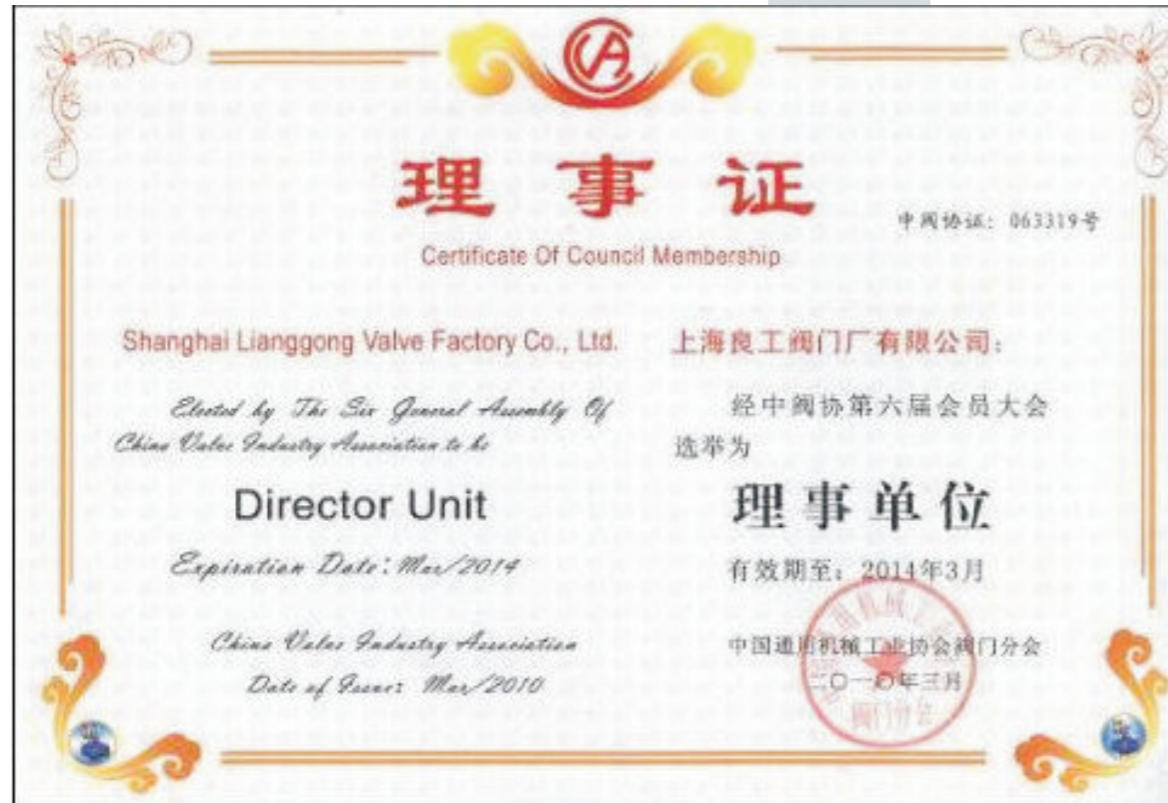 CVA
理事证
中阀协证：063319号
Certificate Of Council Membership
Shanghai Lianggong Valve Factory Co., Ltd.
Elected by The Six General Assembly Of
China Valve Industry Association to be
Director Unit
Expiration Date: Mar/2014
China Valve Industry Association
Date of Issue: Mar/2010
上海良工阀门厂有限公司：
经中阀协第六届会员大会
选举为
理事单位
有效期至：2014年3月
中国通用机械工业协会阀门分会
二〇一〇年三月
阀门分会